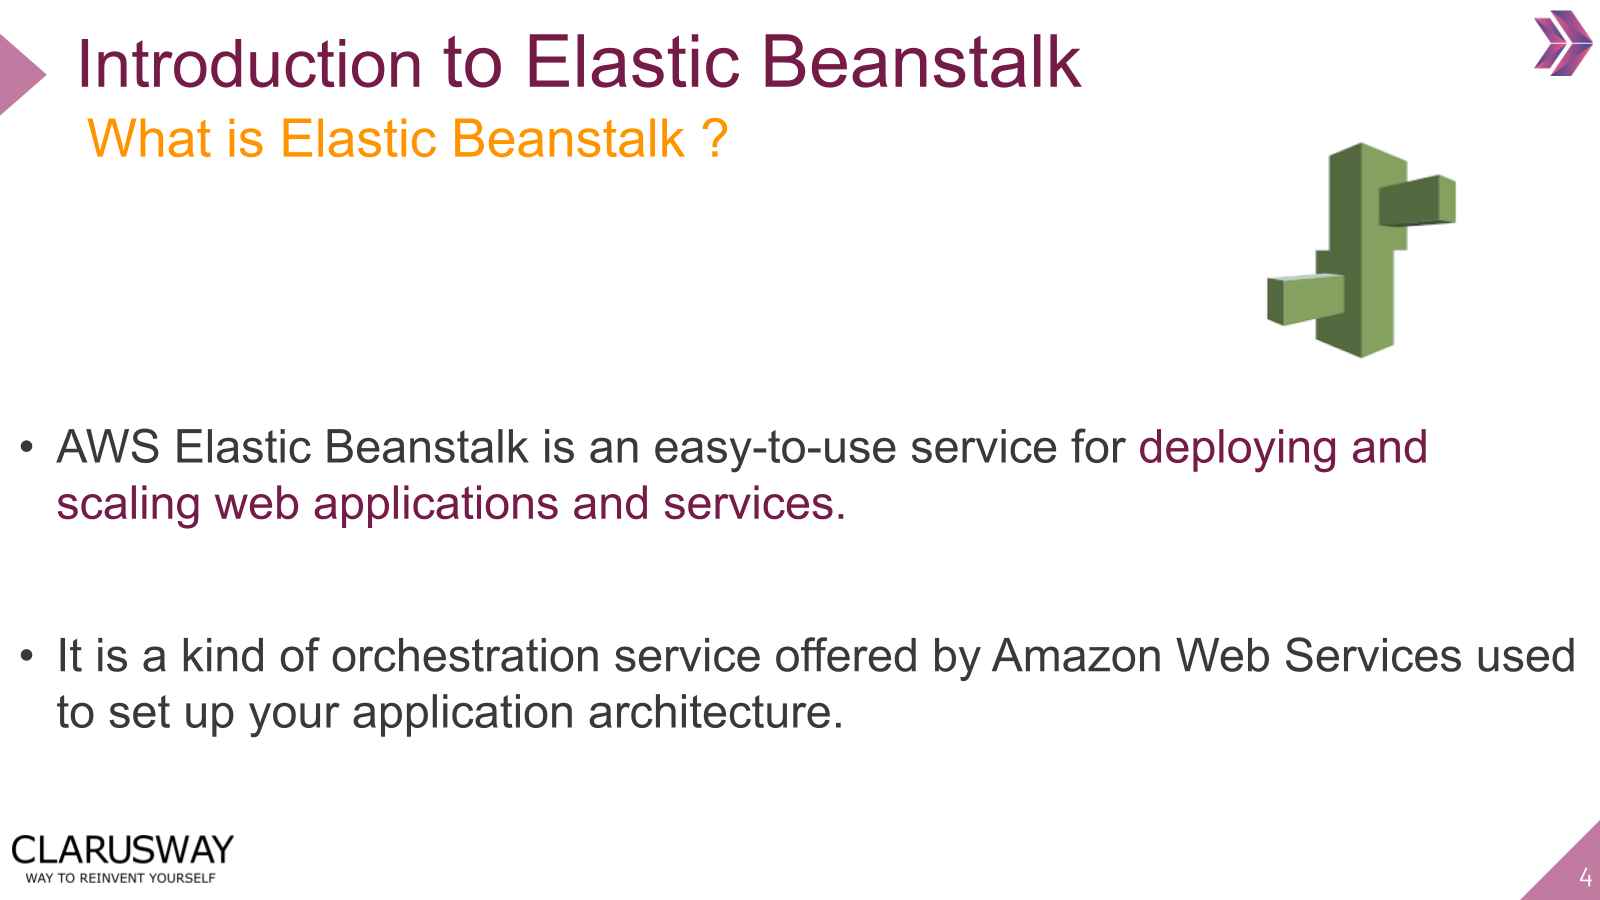 Introduction to Elastic Beanstalk
What is Elastic Beanstalk ?
• AWS Elastic Beanstalk is an easy-to-use service for deploying and
scaling web applications and services.
• It is a kind of orchestration service offered by Amazon Web Services used
to set up your application architecture.
CLARUSWAY
WAY TO REINVENT YOURSELF
4